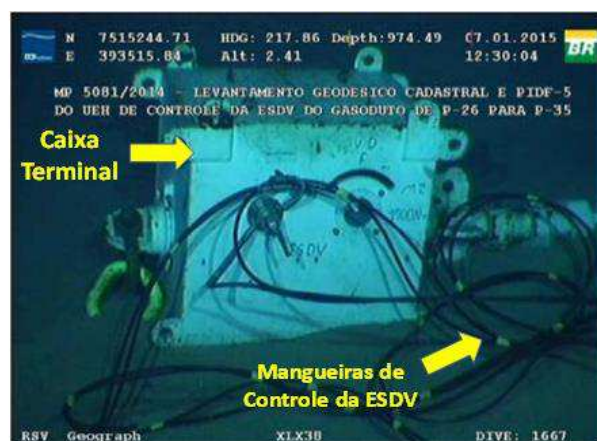 N 7515244.71 HDG: 217.86 Depth:974.49 07.01.2015
E 393515.84 Alt: 2.41 12:30:04
BR
MP 5081/2014 - LEVANTAMENTO GEODESICO CADASTRAL E PIDF-5
DO UEH DE CONTROLE DA ESDV DO GASODUTO DE P-26 PARA P-35
Caixa
Terminal
ESDV
Mangueiras de
Controle da ESDV
RSV Geograph XLX38 DIVE: 1667